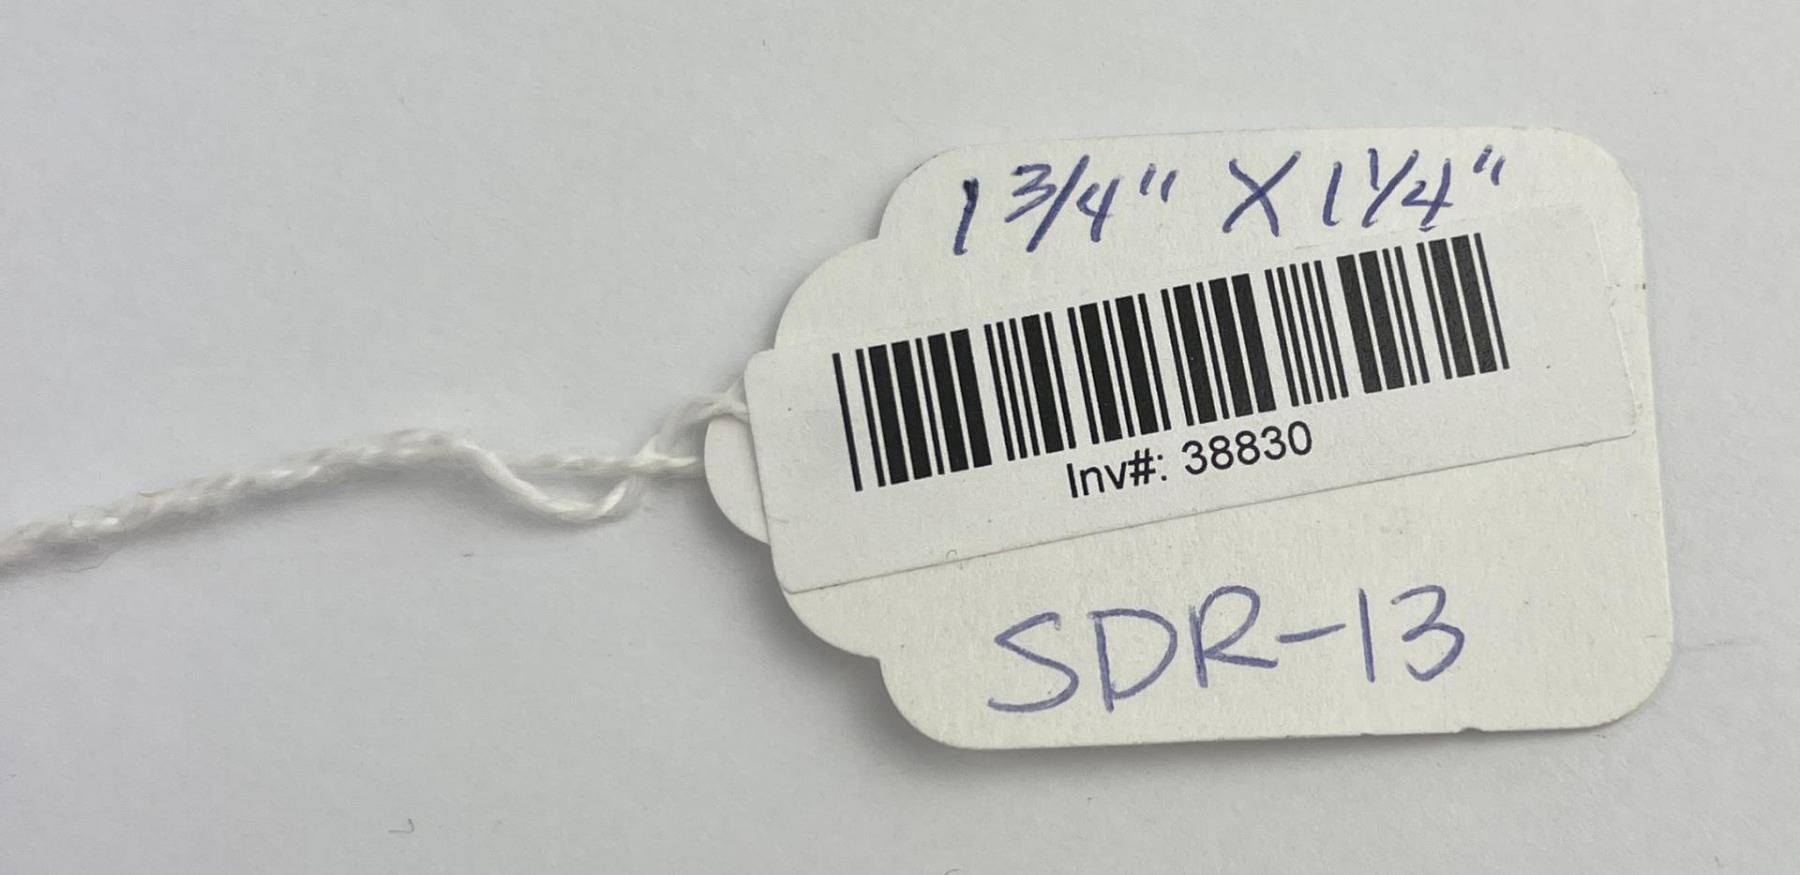 1 3/4" X 1 1/4"
Inv#: 38830
SDR-13